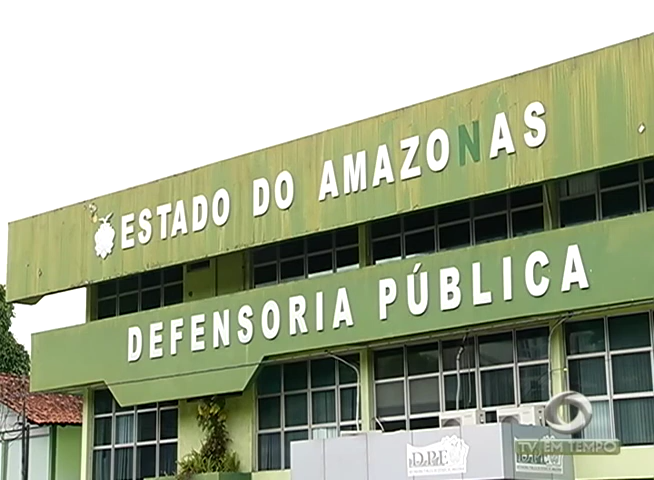 ESTADO DO AMAZONAS
DEFENSORIA PÚBLICA
DPE
TV EM TEMPO